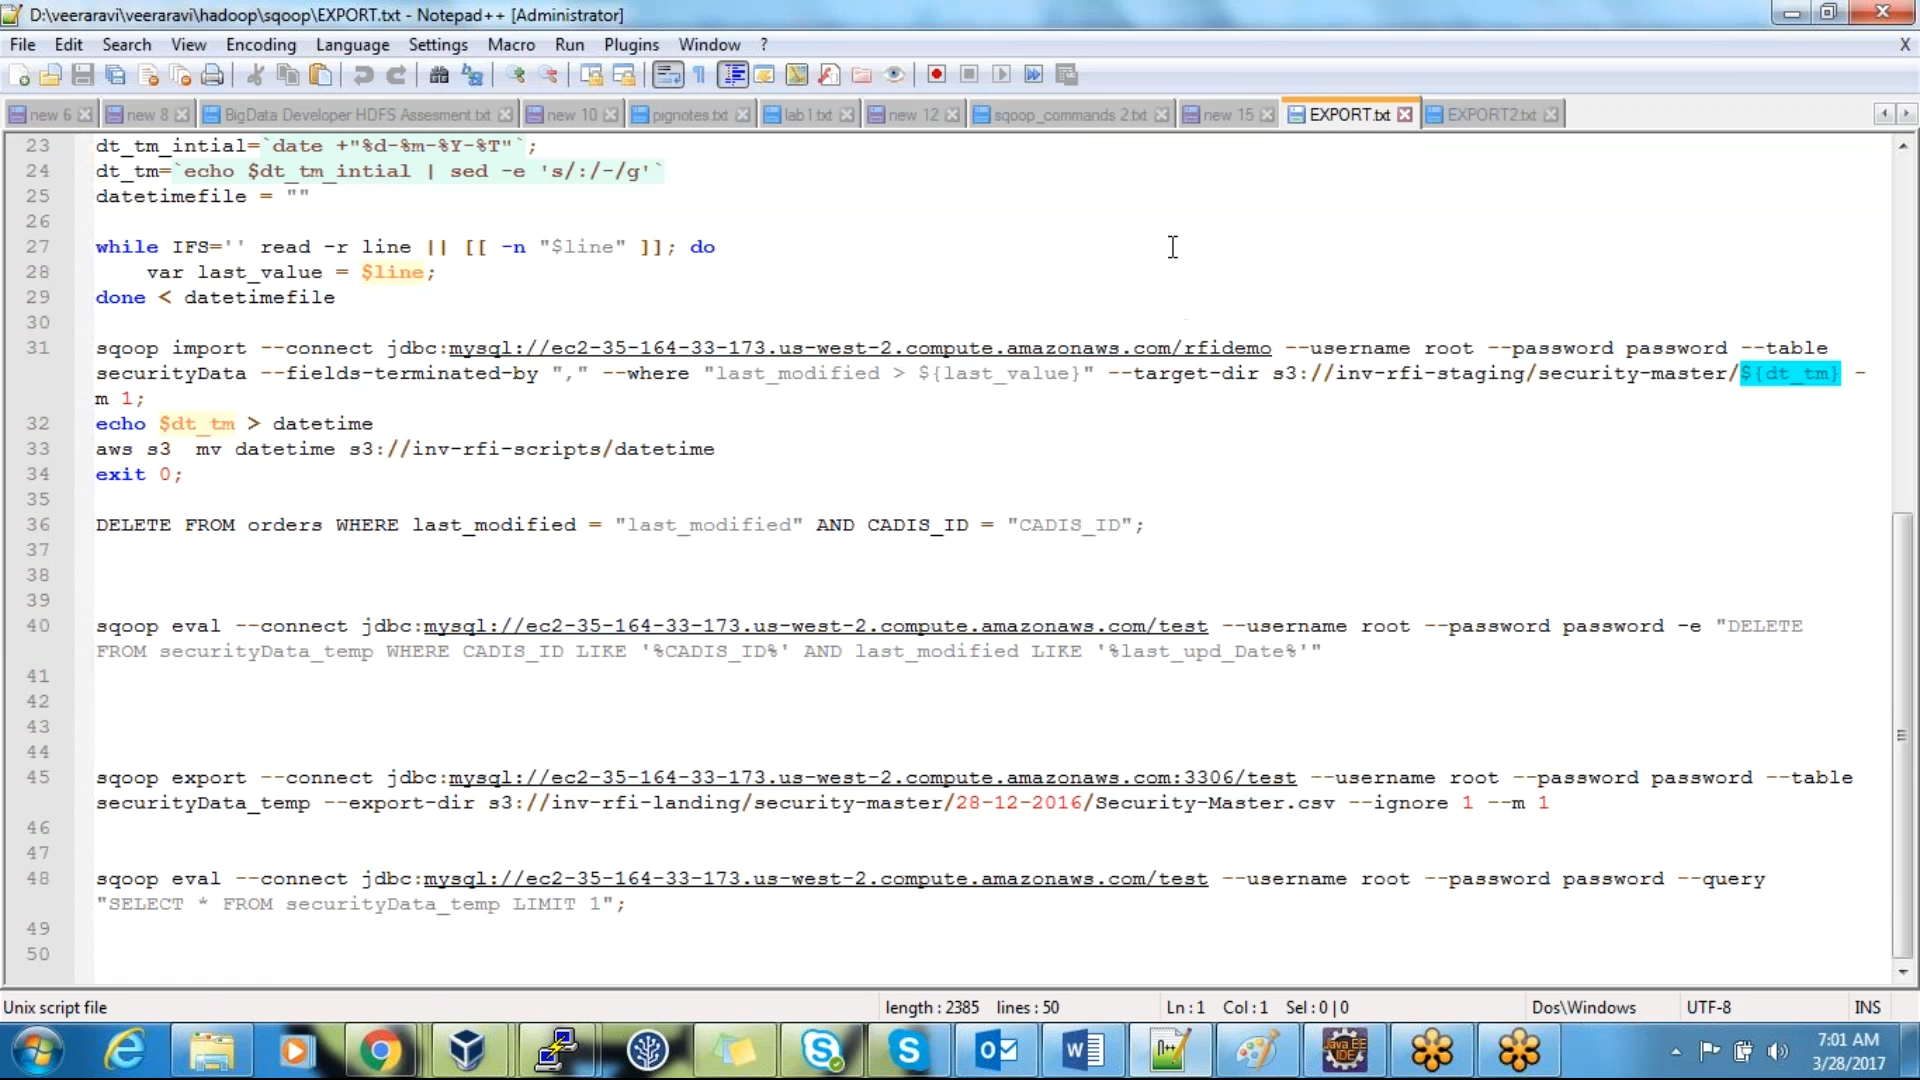 D:\veeraravi\veeraravi\hadoop\sqoop\EXPORT.txt - Notepad++ [Administrator]
File Edit Search View Encoding Language Settings Macro Run Plugins Window ? X
new 6 new 8 BigData Developer HDFS Assesment.txt new 10 pignotes.txt lab1.txt new 12 sqoop_commands 2.txt new 15 EXPORT.txt EXPORT2.txt
23 dt_tm_intial=`date +"%d-%m-%Y-%T"`;
24 dt_tm=`echo $dt_tm_intial | sed -e 's/:/-/g'`
25 datetimefile = ""
26
27 while IFS='' read -r line || [[ -n "$line" ]]; do
28 var last_value = $line;
29 done < datetimefile
30
31 sqoop import --connect jdbc:mysql://ec2-35-164-33-173.us-west-2.compute.amazonaws.com/rfidemo --username root --password password --table
securityData --fields-terminated-by "," --where "last_modified > ${last_value}" --target-dir s3://inv-rfi-staging/security-master/${dt_tm} -
m 1;
32 echo $dt_tm > datetime
33 aws s3  mv datetime s3://inv-rfi-scripts/datetime
34 exit 0;
35
36 DELETE FROM orders WHERE last_modified = "last_modified" AND CADIS_ID = "CADIS_ID";
37
38
39
40 sqoop eval --connect jdbc:mysql://ec2-35-164-33-173.us-west-2.compute.amazonaws.com/test --username root --password password -e "DELETE
FROM securityData_temp WHERE CADIS_ID LIKE '%CADIS_ID%' AND last_modified LIKE '%last_upd_Date%'"
41
42
43
44
45 sqoop export --connect jdbc:mysql://ec2-35-164-33-173.us-west-2.compute.amazonaws.com:3306/test --username root --password password --table
securityData_temp --export-dir s3://inv-rfi-landing/security-master/28-12-2016/Security-Master.csv --ignore 1 --m 1
46
47
48 sqoop eval --connect jdbc:mysql://ec2-35-164-33-173.us-west-2.compute.amazonaws.com/test --username root --password password --query
"SELECT * FROM securityData_temp LIMIT 1";
49
50
Unix script file length : 2385 lines : 50 Ln : 1 Col : 1 Sel : 0 | 0 Dos\Windows UTF-8 INS
7:01 AM
3/28/2017